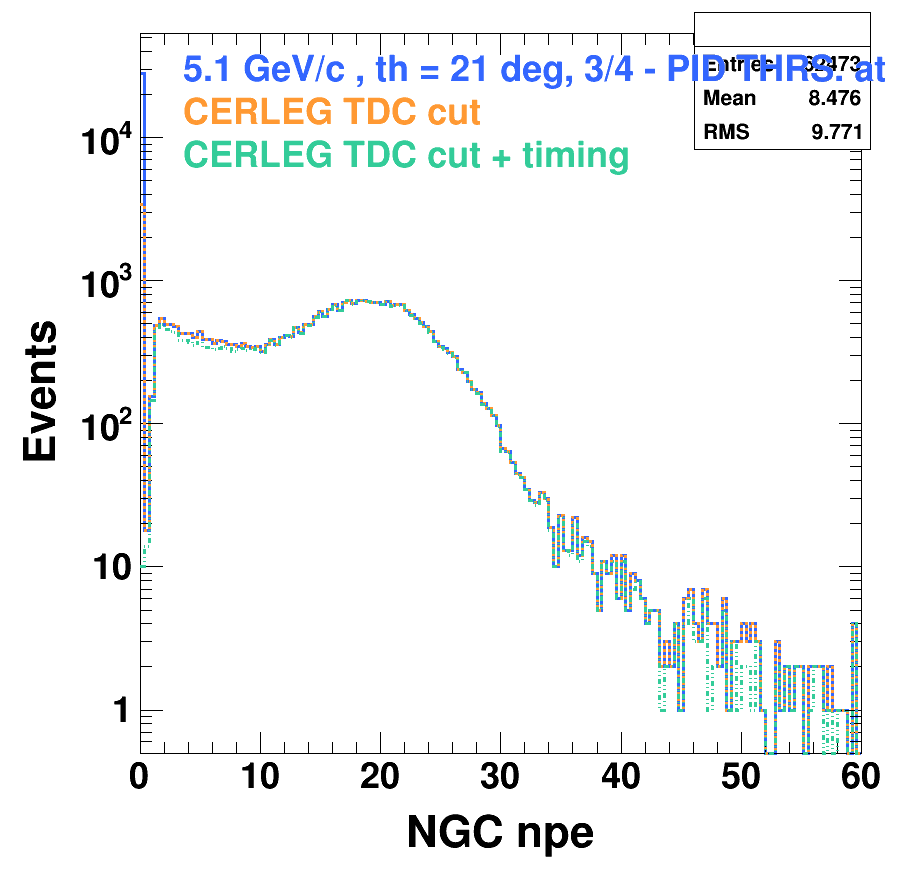 5.1 GeV/c , th = 21 deg, 3/4 - PID THRS. at
CERLEG TDC cut
CERLEG TDC cut + timing
Entries
Mean 8.476
RMS 9.771
10⁴
10³
10²
10
1
Events
0 10 20 30 40 50 60
NGC npe